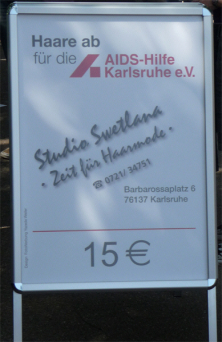 Haare ab
für die AIDS-Hilfe
Karlsruhe e.V.
Studio Swetlana
• Zeit für Haarmode •
☎ 0721/ 34751
Barbarossaplatz 6
76137 Karlsruhe
15 €